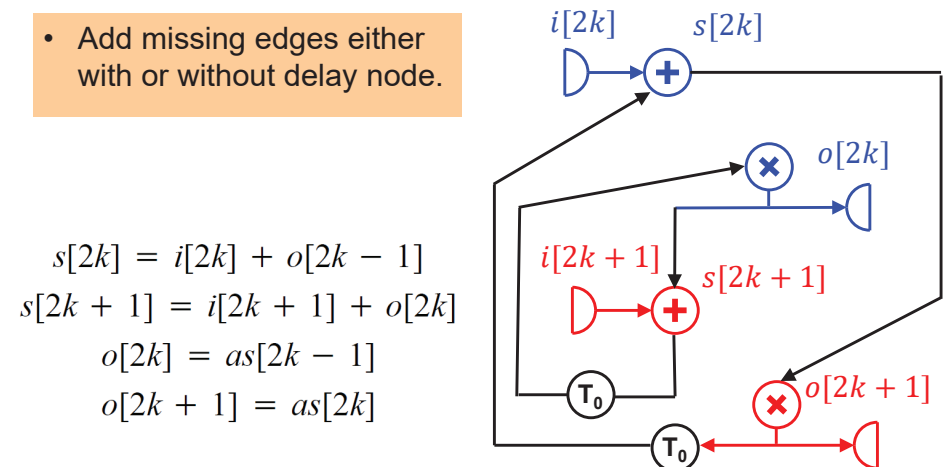 • Add missing edges either
with or without delay node.
s[2k] = i[2k] + o[2k − 1]
s[2k + 1] = i[2k + 1] + o[2k]
o[2k] = as[2k − 1]
o[2k + 1] = as[2k]
i[2k]
s[2k]
+
×
o[2k]
i[2k + 1]
s[2k + 1]
+
T₀
×
o[2k + 1]
T₀